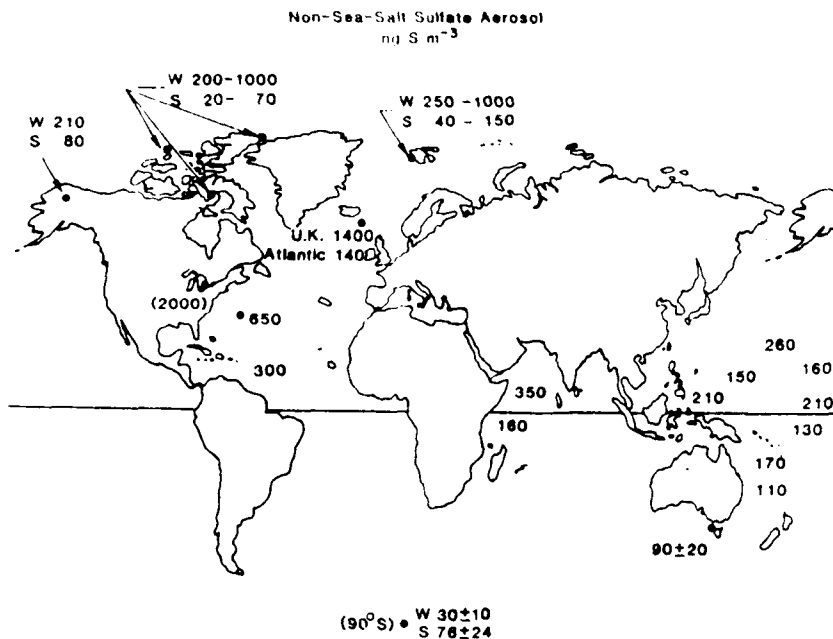 Non-Sea-Salt Sulfate Aerosol
ng S m⁻³
W 200-1000
S 20- 70
W 250-1000
S 40-150
W 210
S 80
U.K. 1400
Atlantic 1400
(2000)
650
300
260
160
150
350
210
210
160
130
170
110
90±20
(90°S) • W 30±10
S 76±24